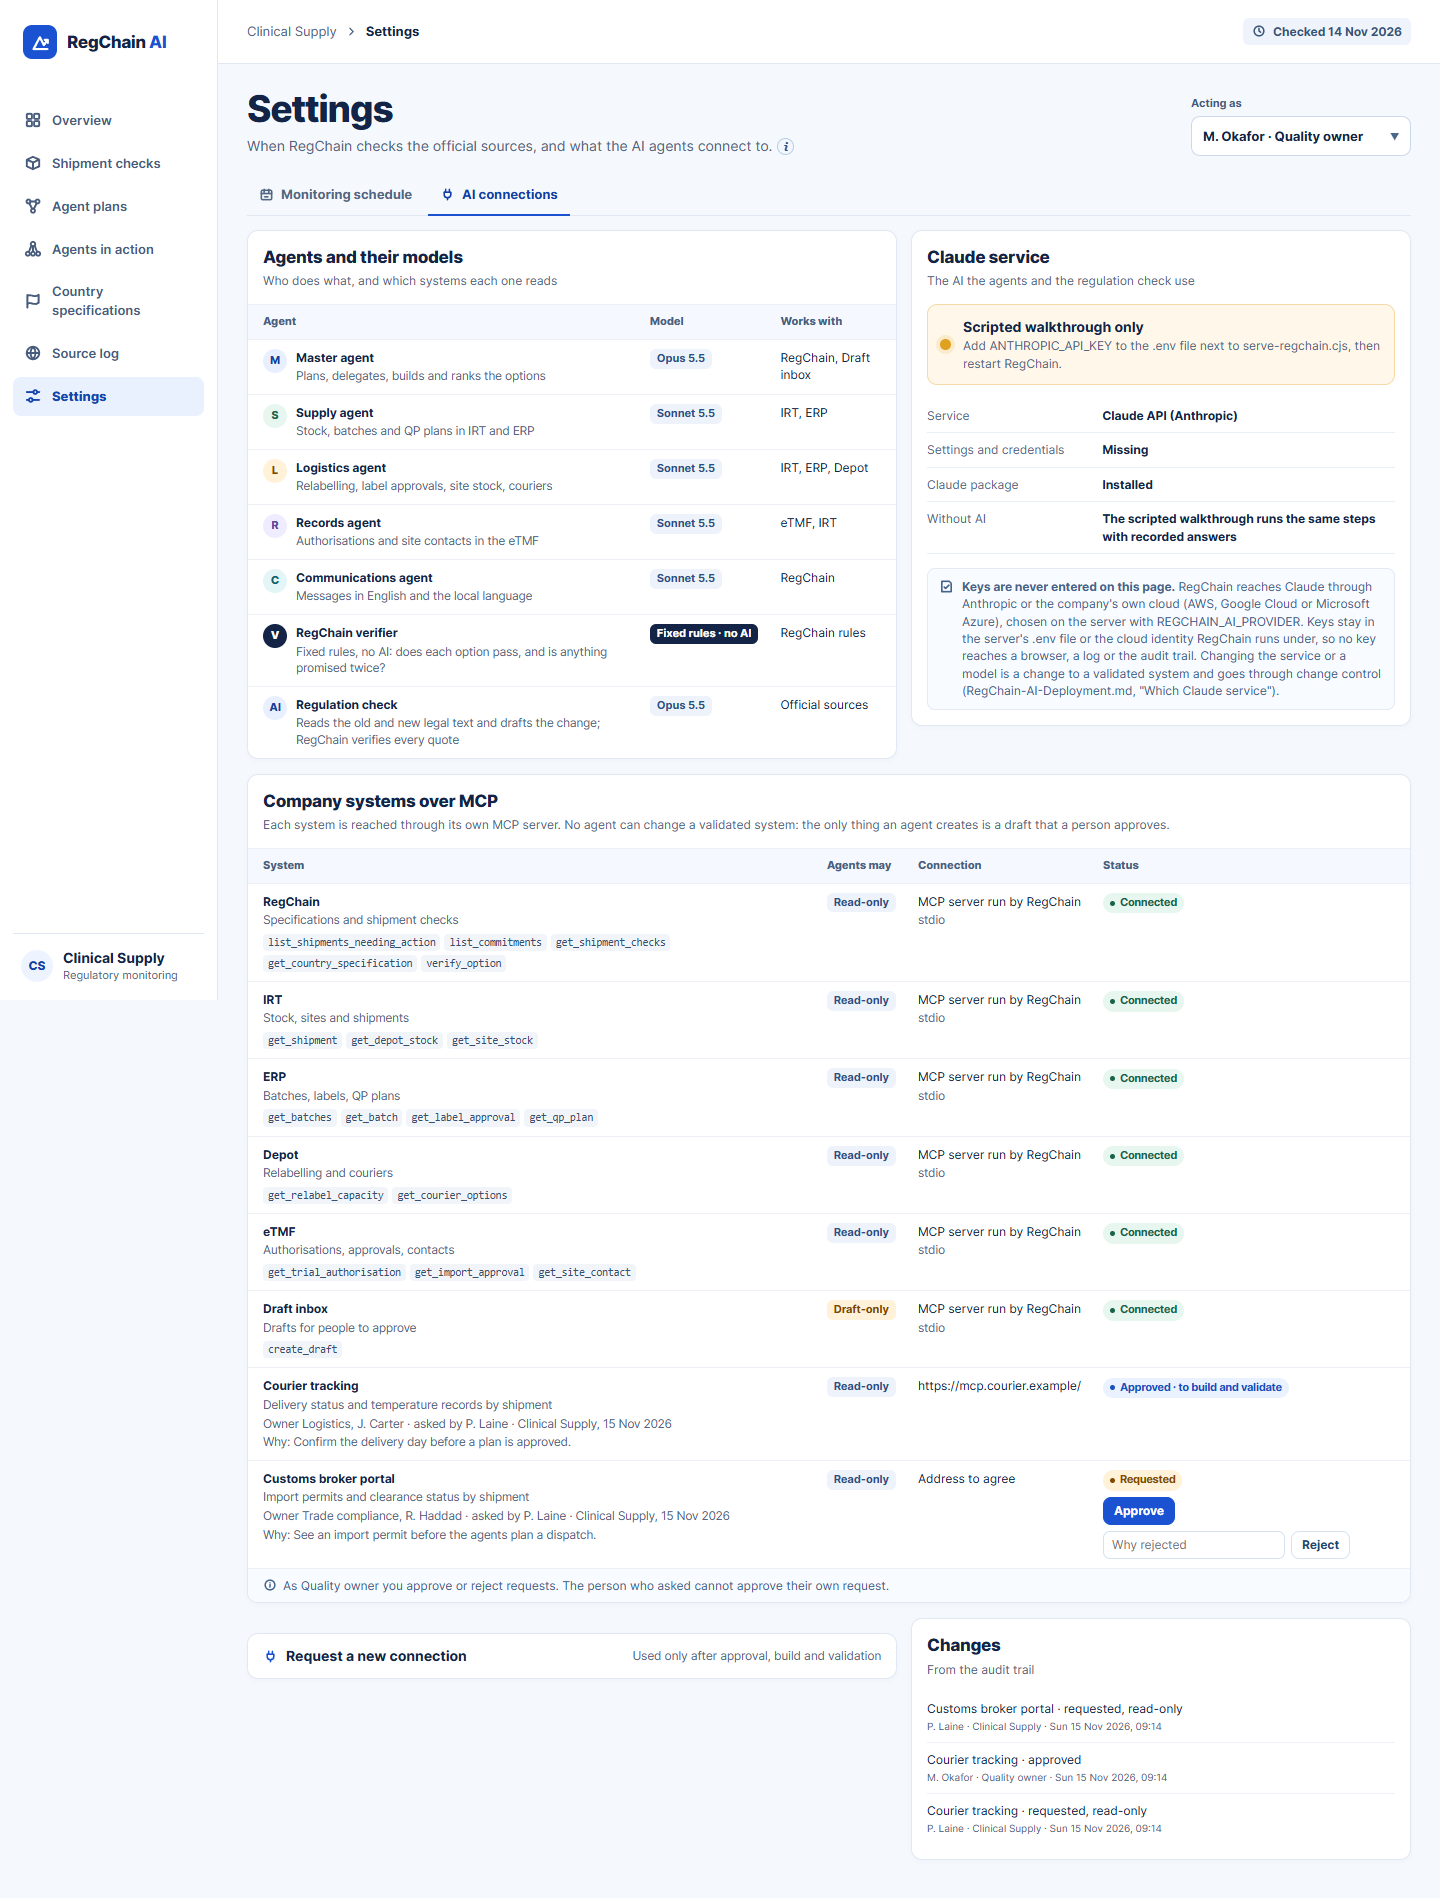 RegChain AI
Overview
Shipment checks
Agent plans
Agents in action
Country
specifications
Source log
Settings
CS
Clinical Supply
Regulatory monitoring
Clinical Supply > Settings
Checked 14 Nov 2026
Settings
When RegChain checks the official sources, and what the AI agents connect to. i
Acting as
M. Okafor · Quality owner ▼
Monitoring schedule
AI connections
Agents and their models
Who does what, and which systems each one reads
Agent Model Works with
M Master agent Opus 5.5 RegChain, Draft
Plans, delegates, builds and ranks the options inbox
S Supply agent Sonnet 5.5 IRT, ERP
Stock, batches and QP plans in IRT and ERP
L Logistics agent Sonnet 5.5 IRT, ERP, Depot
Relabelling, label approvals, site stock, couriers
R Records agent Sonnet 5.5 eTMF, IRT
Authorisations and site contacts in the eTMF
C Communications agent Sonnet 5.5 RegChain
Messages in English and the local language
V RegChain verifier Fixed rules · no AI RegChain rules
Fixed rules, no AI: does each option pass, and is anything
promised twice?
AI Regulation check Opus 5.5 Official sources
Reads the old and new legal text and drafts the change;
RegChain verifies every quote
Claude service
The AI the agents and the regulation check use
Scripted walkthrough only
Add ANTHROPIC_API_KEY to the .env file next to serve-regchain.cjs, then
restart RegChain.
Service Claude API (Anthropic)
Settings and credentials Missing
Claude package Installed
Without AI The scripted walkthrough runs the same steps
with recorded answers
Keys are never entered on this page. RegChain reaches Claude through
Anthropic or the company's own cloud (AWS, Google Cloud or Microsoft
Azure), chosen on the server with REGCHAIN_AI_PROVIDER. Keys stay in
the server's .env file or the cloud identity RegChain runs under, so no key
reaches a browser, a log or the audit trail. Changing the service or a
model is a change to a validated system and goes through change control
(RegChain-AI-Deployment.md, "Which Claude service").
Company systems over MCP
Each system is reached through its own MCP server. No agent can change a validated system: the only thing an agent creates is a draft that a person approves.
System Agents may Connection Status
RegChain Read-only MCP server run by RegChain Connected
Specifications and shipment checks stdio
list_shipments_needing_action list_commitments get_shipment_checks
get_country_specification verify_option
IRT Read-only MCP server run by RegChain Connected
Stock, sites and shipments stdio
get_shipment get_depot_stock get_site_stock
ERP Read-only MCP server run by RegChain Connected
Batches, labels, QP plans stdio
get_batches get_batch get_label_approval get_qp_plan
Depot Read-only MCP server run by RegChain Connected
Relabelling and couriers stdio
get_relabel_capacity get_courier_options
eTMF Read-only MCP server run by RegChain Connected
Authorisations, approvals, contacts stdio
get_trial_authorisation get_import_approval get_site_contact
Draft inbox Draft-only MCP server run by RegChain Connected
Drafts for people to approve stdio
create_draft
Courier tracking Read-only https://mcp.courier.example/ Approved · to build and validate
Delivery status and temperature records by shipment
Owner Logistics, J. Carter · asked by P. Laine · Clinical Supply, 15 Nov 2026
Why: Confirm the delivery day before a plan is approved.
Customs broker portal Read-only Address to agree Requested
Import permits and clearance status by shipment
Owner Trade compliance, R. Haddad · asked by P. Laine · Clinical Supply, 15 Nov 2026
Why: See an import permit before the agents plan a dispatch.
Approve
Why rejected Reject
As Quality owner you approve or reject requests. The person who asked cannot approve their own request.
Request a new connection Used only after approval, build and validation
Changes
From the audit trail
Customs broker portal · requested, read-only
P. Laine · Clinical Supply · Sun 15 Nov 2026, 09:14
Courier tracking · approved
M. Okafor · Quality owner · Sun 15 Nov 2026, 09:14
Courier tracking · requested, read-only
P. Laine · Clinical Supply · Sun 15 Nov 2026, 09:14